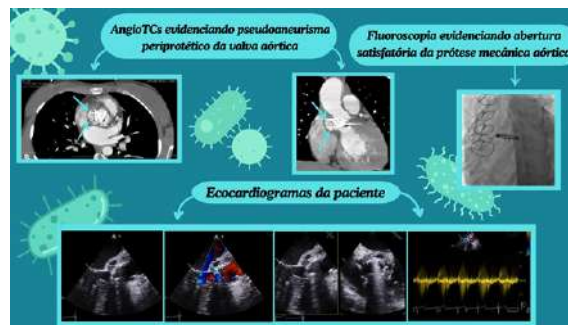 AngioTCs evidenciando pseudoaneurisma
periprotético da valva aórtica
Fluoroscopia evidenciando abertura
satisfatória da prótese mecânica aórtica
Ecocardiogramas da paciente